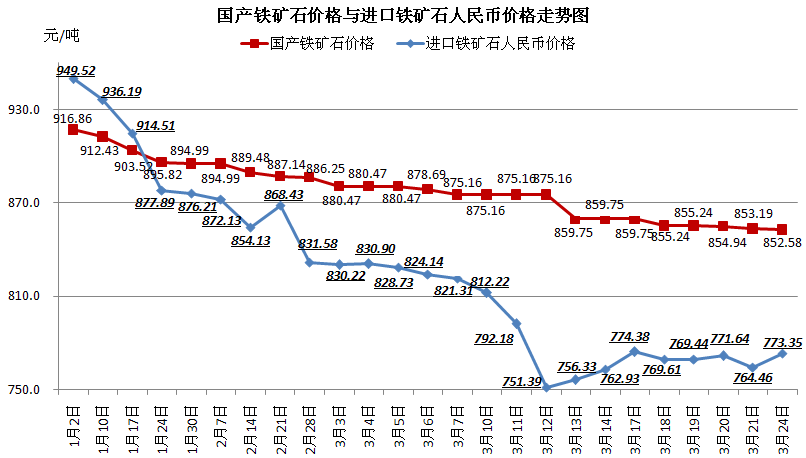 国产铁矿石价格与进口铁矿石人民币价格走势图
元/吨
国产铁矿石价格 进口铁矿石人民币价格
930.0
870.0
810.0
750.0
916.86
912.43
903.52
895.82
894.99
894.99
889.48
887.14
886.25
880.47
880.47
880.47
878.69
875.16
875.16
875.16
875.16
859.75
859.75
859.75
855.24
855.24
854.94
853.19
852.58
949.52
936.19
914.51
877.89
876.21
872.13
854.13
868.43
831.58
830.22
830.90
828.73
824.14
821.31
812.22
792.18
751.39
756.33
762.93
774.38
769.61
769.44
771.64
764.46
773.35
1月2日
1月10日
1月17日
1月24日
1月30日
2月7日
2月14日
2月21日
2月28日
3月3日
3月4日
3月5日
3月6日
3月7日
3月10日
3月11日
3月12日
3月13日
3月14日
3月17日
3月18日
3月19日
3月20日
3月21日
3月24日